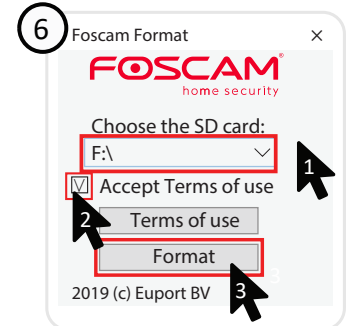 6
Foscam Format ×
FOSCAM®
home security
Choose the SD card:
F:\
1
V Accept Terms of use
2
Terms of use
Format
3
3
2019 (c) Euport BV